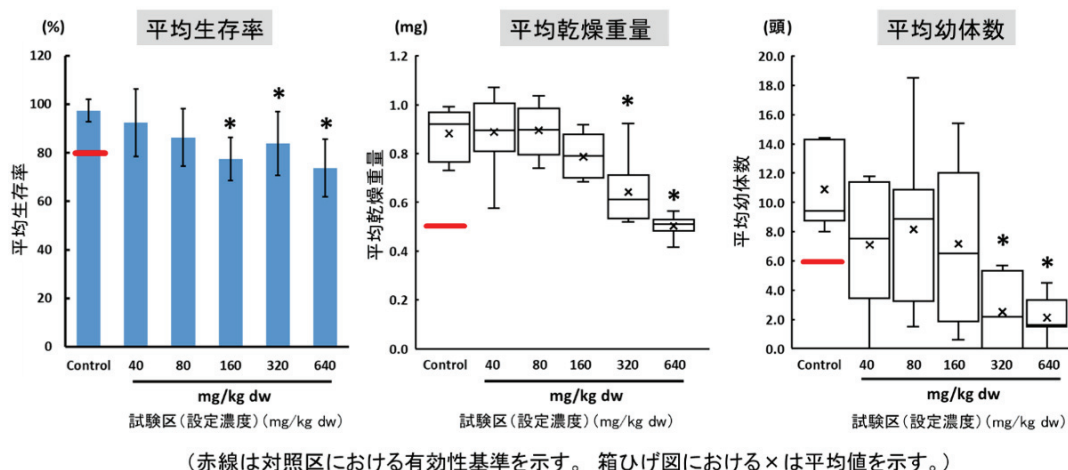 (%)
平均生存率
120
100
80
60
40
20
0
平均生存率
*
*
*
Control 40 80 160 320 640
mg/kg dw
試験区(設定濃度)(mg/kg dw)
(mg)
平均乾燥重量
1.2
1.0
0.8
0.6
0.4
0.2
0.0
平均乾燥重量
*
*
Control 40 80 160 320 640
mg/kg dw
試験区(設定濃度)(mg/kg dw)
(頭)
平均幼体数
20.0
18.0
16.0
14.0
12.0
10.0
8.0
6.0
4.0
2.0
0.0
平均幼体数
*
*
Control 40 80 160 320 640
mg/kg dw
試験区(設定濃度)(mg/kg dw)
(赤線は対照区における有効性基準を示す。 箱ひげ図における×は平均値を示す。)